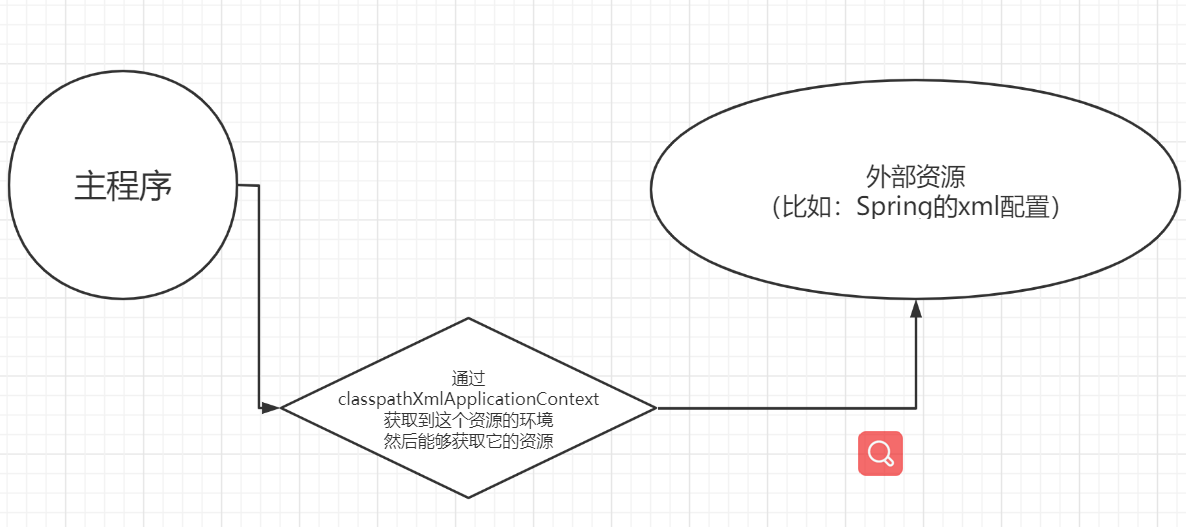 主程序
外部资源
（比如：Spring的xml配置）
通过
classpathXmlApplicationContext
获取到这个资源的环境
然后能够获取它的资源